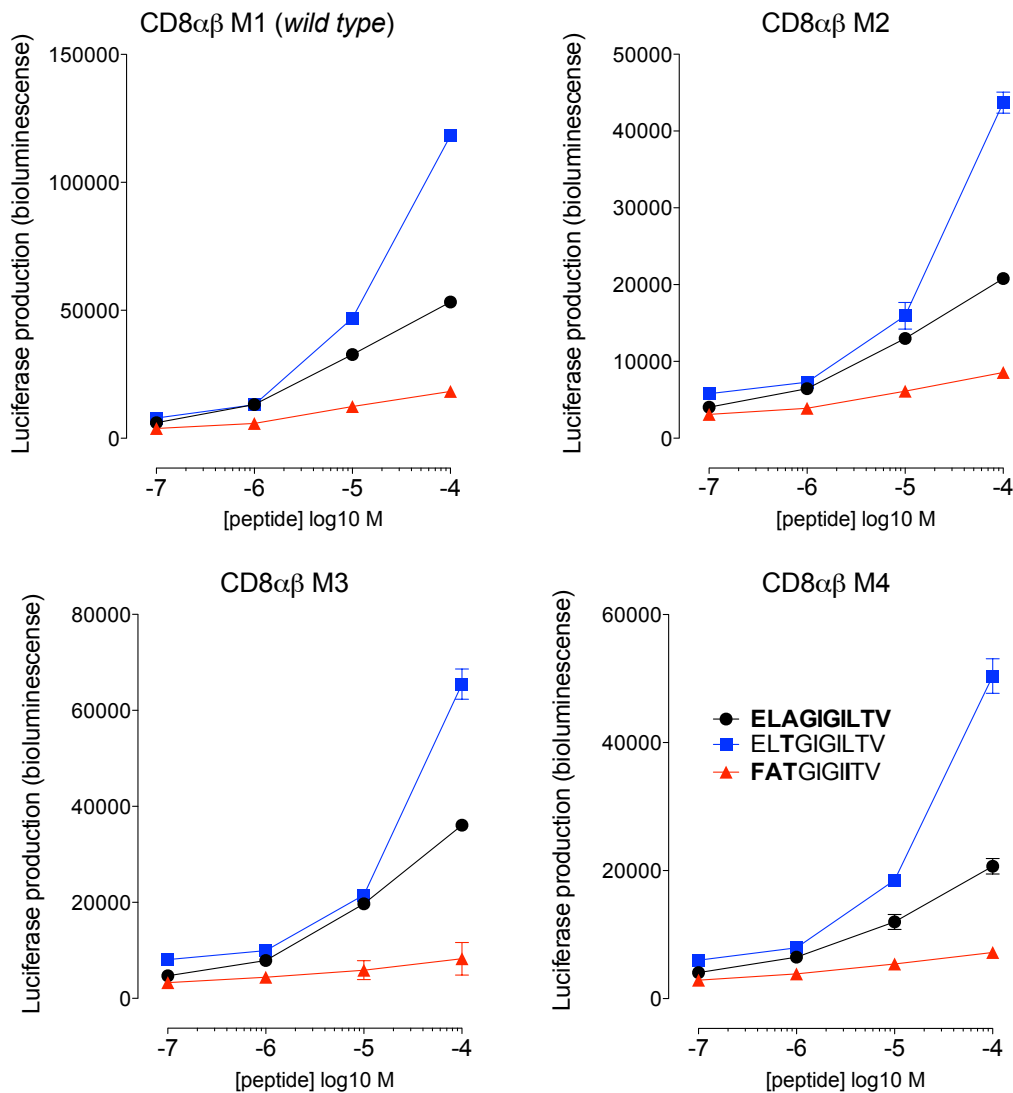 CD8αβ M1 (wild type)
Luciferase production (bioluminescense)
150000
100000
50000
0
-7 -6 -5 -4
[peptide] log10 M
CD8αβ M2
Luciferase production (bioluminescense)
50000
40000
30000
20000
10000
0
-7 -6 -5 -4
[peptide] log10 M
CD8αβ M3
Luciferase production (bioluminescense)
80000
60000
40000
20000
0
-7 -6 -5 -4
[peptide] log10 M
CD8αβ M4
Luciferase production (bioluminescense)
60000
40000
20000
0
ELAGIGILTV
ELTGIGILTV
FATGIGIITV
-7 -6 -5 -4
[peptide] log10 M